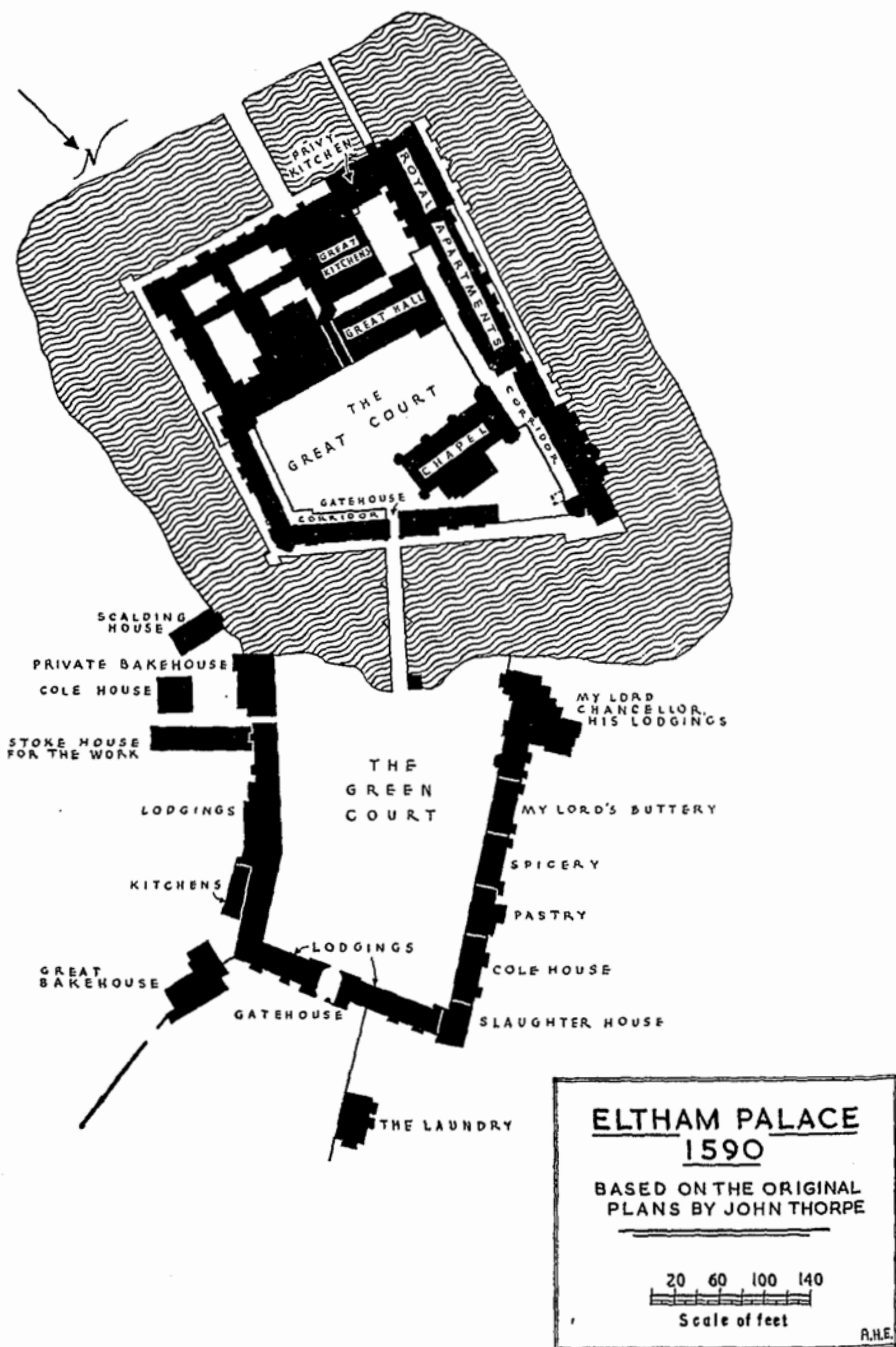 N
PRIVY
KITCHEN
ROYAL
APARTMENTS
GREAT
KITCHENS
GREAT HALL
THE
GREAT COURT
CHAPEL
CORRIDOR
GATEHOUSE
CORRIDOR
SCALDING
HOUSE
PRIVATE BAKEHOUSE
COLE HOUSE
STOKE HOUSE
FOR THE WORK
LODGINGS
KITCHENS
GREAT
BAKEHOUSE
THE
GREEN
COURT
LODGINGS
GATEHOUSE
MY LORD
CHANCELLOR,
HIS LODGINGS
MY LORD'S BUTTERY
SPICERY
PASTRY
COLE HOUSE
SLAUGHTER HOUSE
THE LAUNDRY
ELTHAM PALACE
1590
BASED ON THE ORIGINAL
PLANS BY JOHN THORPE
20 60 100 140
Scale of feet
A.H.E.